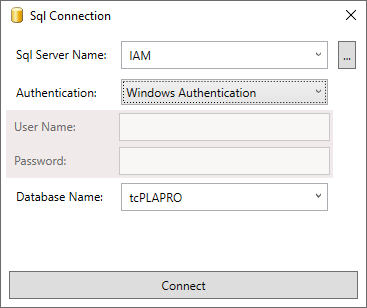 Sql Connection
Sql Server Name: IAM ...
Authentication: Windows Authentication
User Name:
Password:
Database Name: tcPLAPRO
Connect